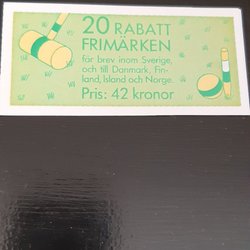 20 RABATT
FRIMÄRKEN
för brev inom Sverige,
och till Danmark, Fin-
land, Island och Norge.
Pris: 42 kronor